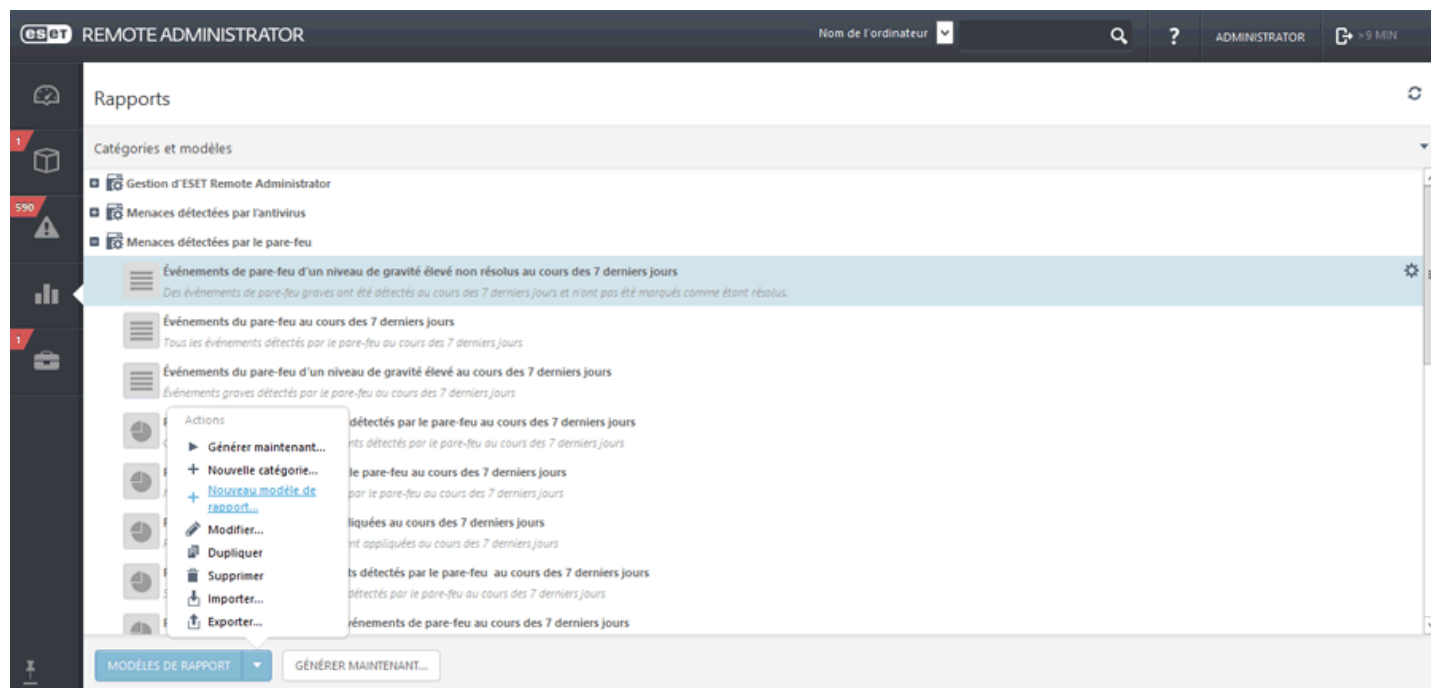 eset REMOTE ADMINISTRATOR
Nom de l'ordinateur
?
ADMINISTRATOR
>9 MIN
Rapports
1
Catégories et modèles
Gestion d'ESET Remote Administrator
590
Menaces détectées par l'antivirus
Menaces détectées par le pare-feu
Événements de pare-feu d'un niveau de gravité élevé non résolus au cours des 7 derniers jours
Des événements de pare-feu graves ont été détectés au cours des 7 derniers jours et n'ont pas été marqués comme étant résolus.
Événements du pare-feu au cours des 7 derniers jours
1
Tous les événements détectés par le pare-feu au cours des 7 derniers jours
Événements du pare-feu d'un niveau de gravité élevé au cours des 7 derniers jours
Événements graves détectés par le pare-feu au cours des 7 derniers jours
détectés par le pare-feu au cours des 7 derniers jours
détectés par le pare-feu au cours des 7 derniers jours
le pare-feu au cours des 7 derniers jours
par le pare-feu au cours des 7 derniers jours
au cours des 7 derniers jours
appliquées au cours des 7 derniers jours
détectés par le pare-feu au cours des 7 derniers jours
détectés par le pare-feu au cours des 7 derniers jours
de pare-feu au cours des 7 derniers jours
Actions
Générer maintenant...
Nouvelle catégorie...
Nouveau modèle de
rapport...
Modifier...
Dupliquer
Supprimer
Importer...
Exporter...
MODÈLES DE RAPPORT
GÉNÉRER MAINTENANT...